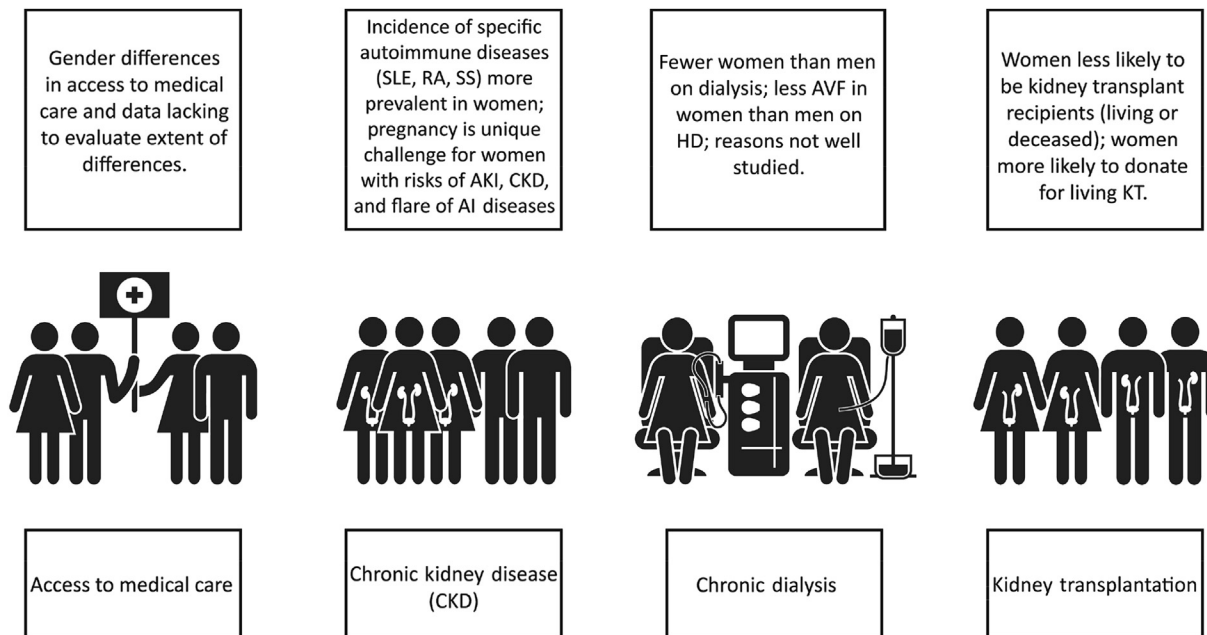 Gender differences
in access to medical
care and data lacking
to evaluate extent of
differences.
Incidence of specific
autoimmune diseases
(SLE, RA, SS) more
prevalent in women;
pregnancy is unique
challenge for women
with risks of AKI, CKD,
and flare of AI diseases
Fewer women than men
on dialysis; less AVF in
women than men on
HD; reasons not well
studied.
Women less likely to
be kidney transplant
recipients (living or
deceased); women
more likely to donate
for living KT.
Access to medical care
Chronic kidney disease
(CKD)
Chronic dialysis
Kidney transplantation